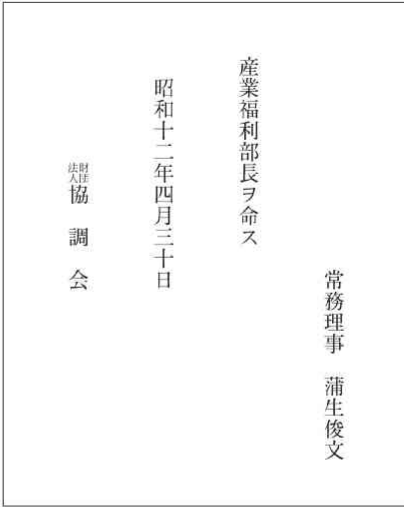 常務理事　蒲生俊文
産業福利部長ヲ命ス
昭和十二年四月三十日
財団法人 協調会